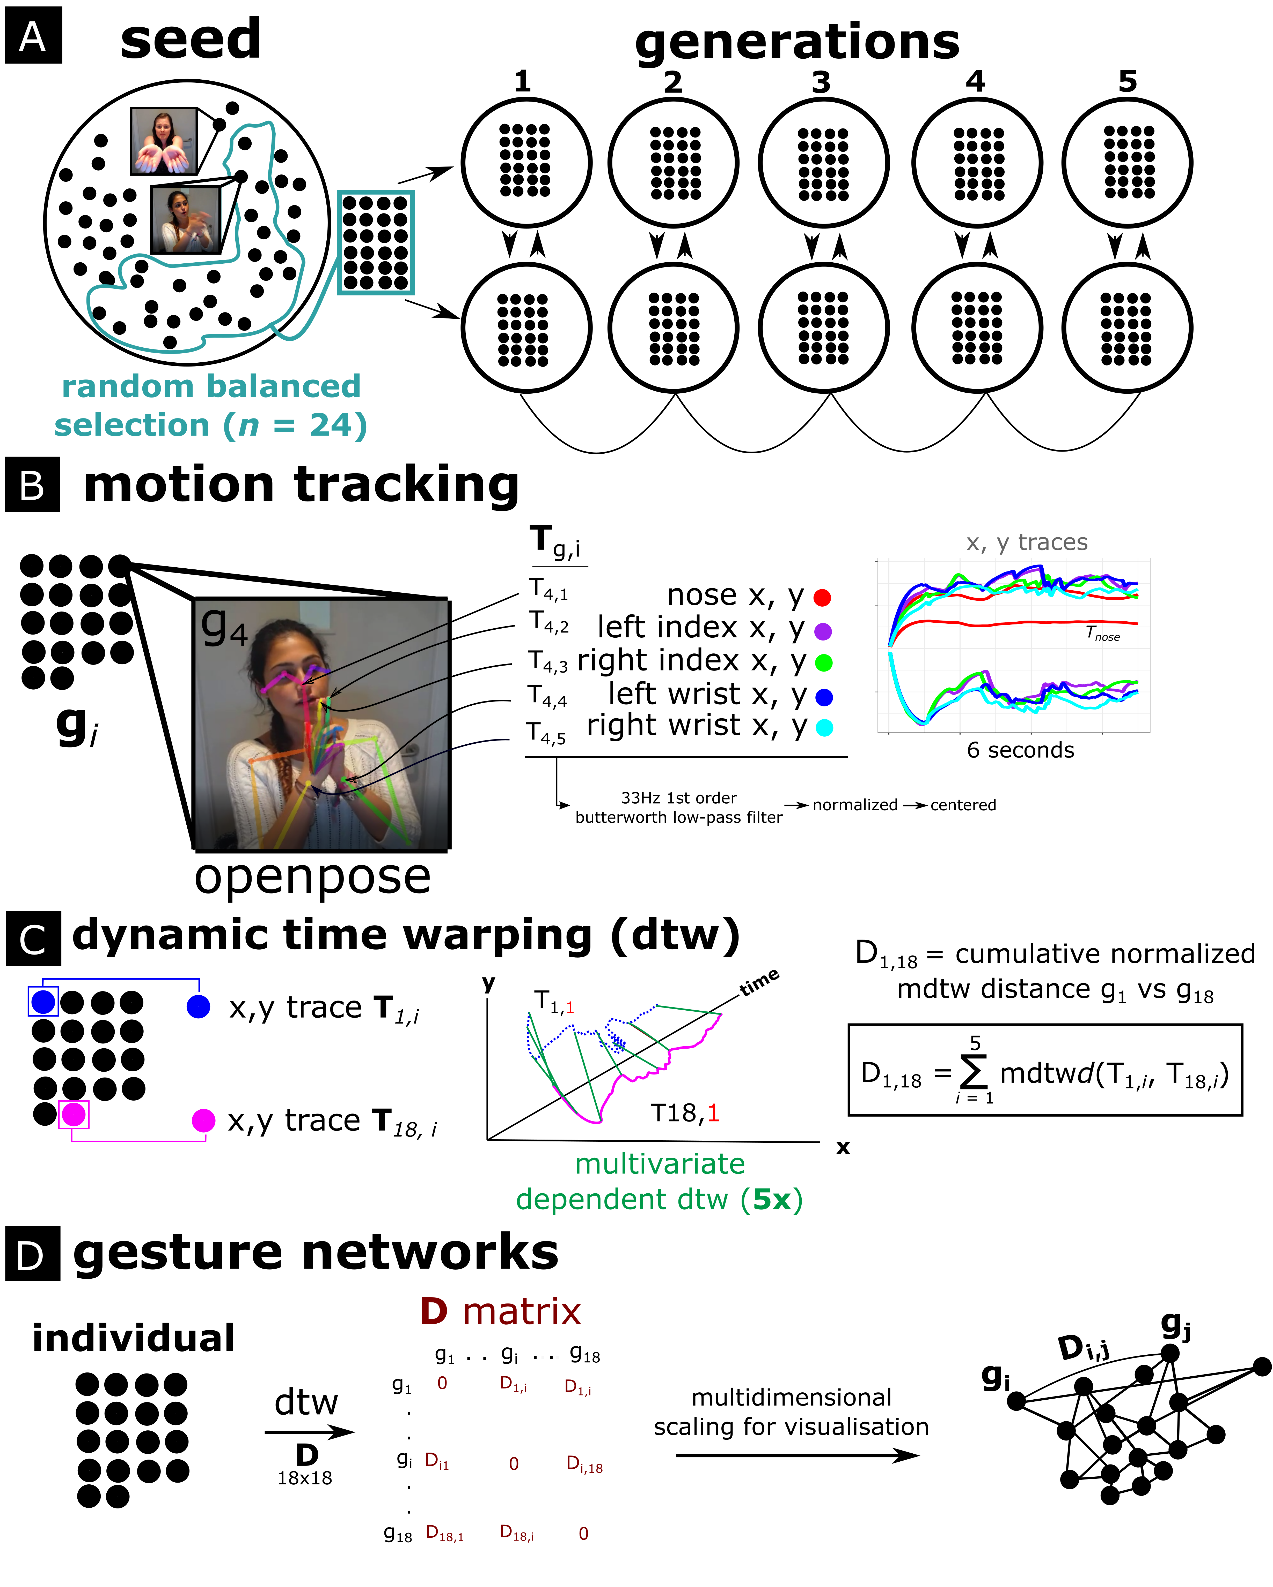 A seed
generations
1 2 3 4 5
random balanced
selection (n = 24)
B motion tracking
gi
g4
openpose
Tg,i
T4,1
T4,2
T4,3
T4,4
T4,5
nose x, y
left index x, y
right index x, y
left wrist x, y
right wrist x, y
33Hz 1st order
butterworth low-pass filter
normalized
centered
x, y traces
Tnose
6 seconds
C dynamic time warping (dtw)
x,y trace T1,i
x,y trace T18, i
y
time
T1,1
T18,1
x
multivariate
dependent dtw (5x)
D1,18 = cumulative normalized
mdtw distance g1 vs g18
D1,18 = 5∑i = 1 mdtwd(T1,i, T18,i)
D gesture networks
individual
dtw
D
18x18
D matrix
g1 . . gi . . g18
g1 0 D1,i D1,i
.
.
gi Di1 0 Di,18
.
.
g18 D18,1 D18,i 0
multidimensional
scaling for visualisation
gi
Di,j
gj